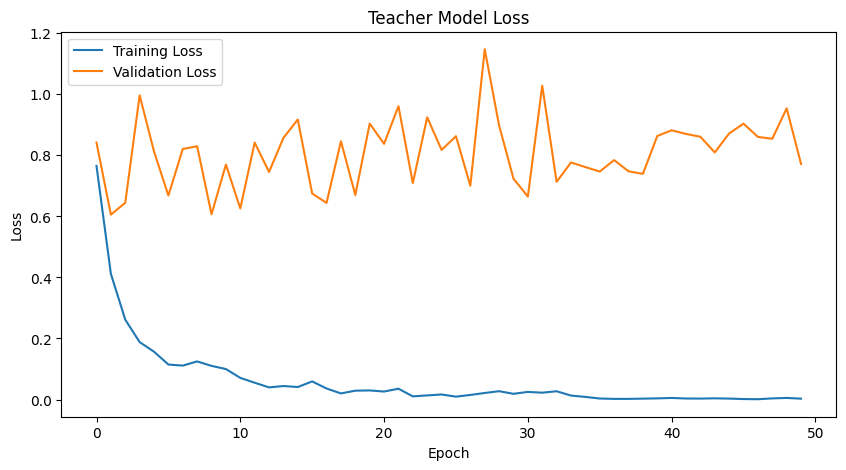 Teacher Model Loss
Training Loss
Validation Loss
Loss
1.2
1.0
0.8
0.6
0.4
0.2
0.0
0
10
20
30
40
50
Epoch